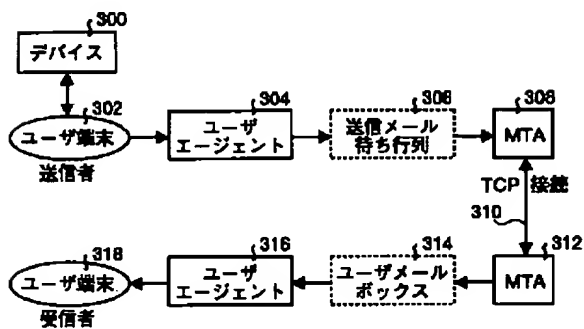 300
デバイス
302
ユーザ端末
送信者
304
ユーザ
エージェント
306
送信メール
待ち行列
308
MTA
TCP 接続
310
312
MTA
314
ユーザメール
ボックス
316
ユーザ
エージェント
318
ユーザ端末
受信者